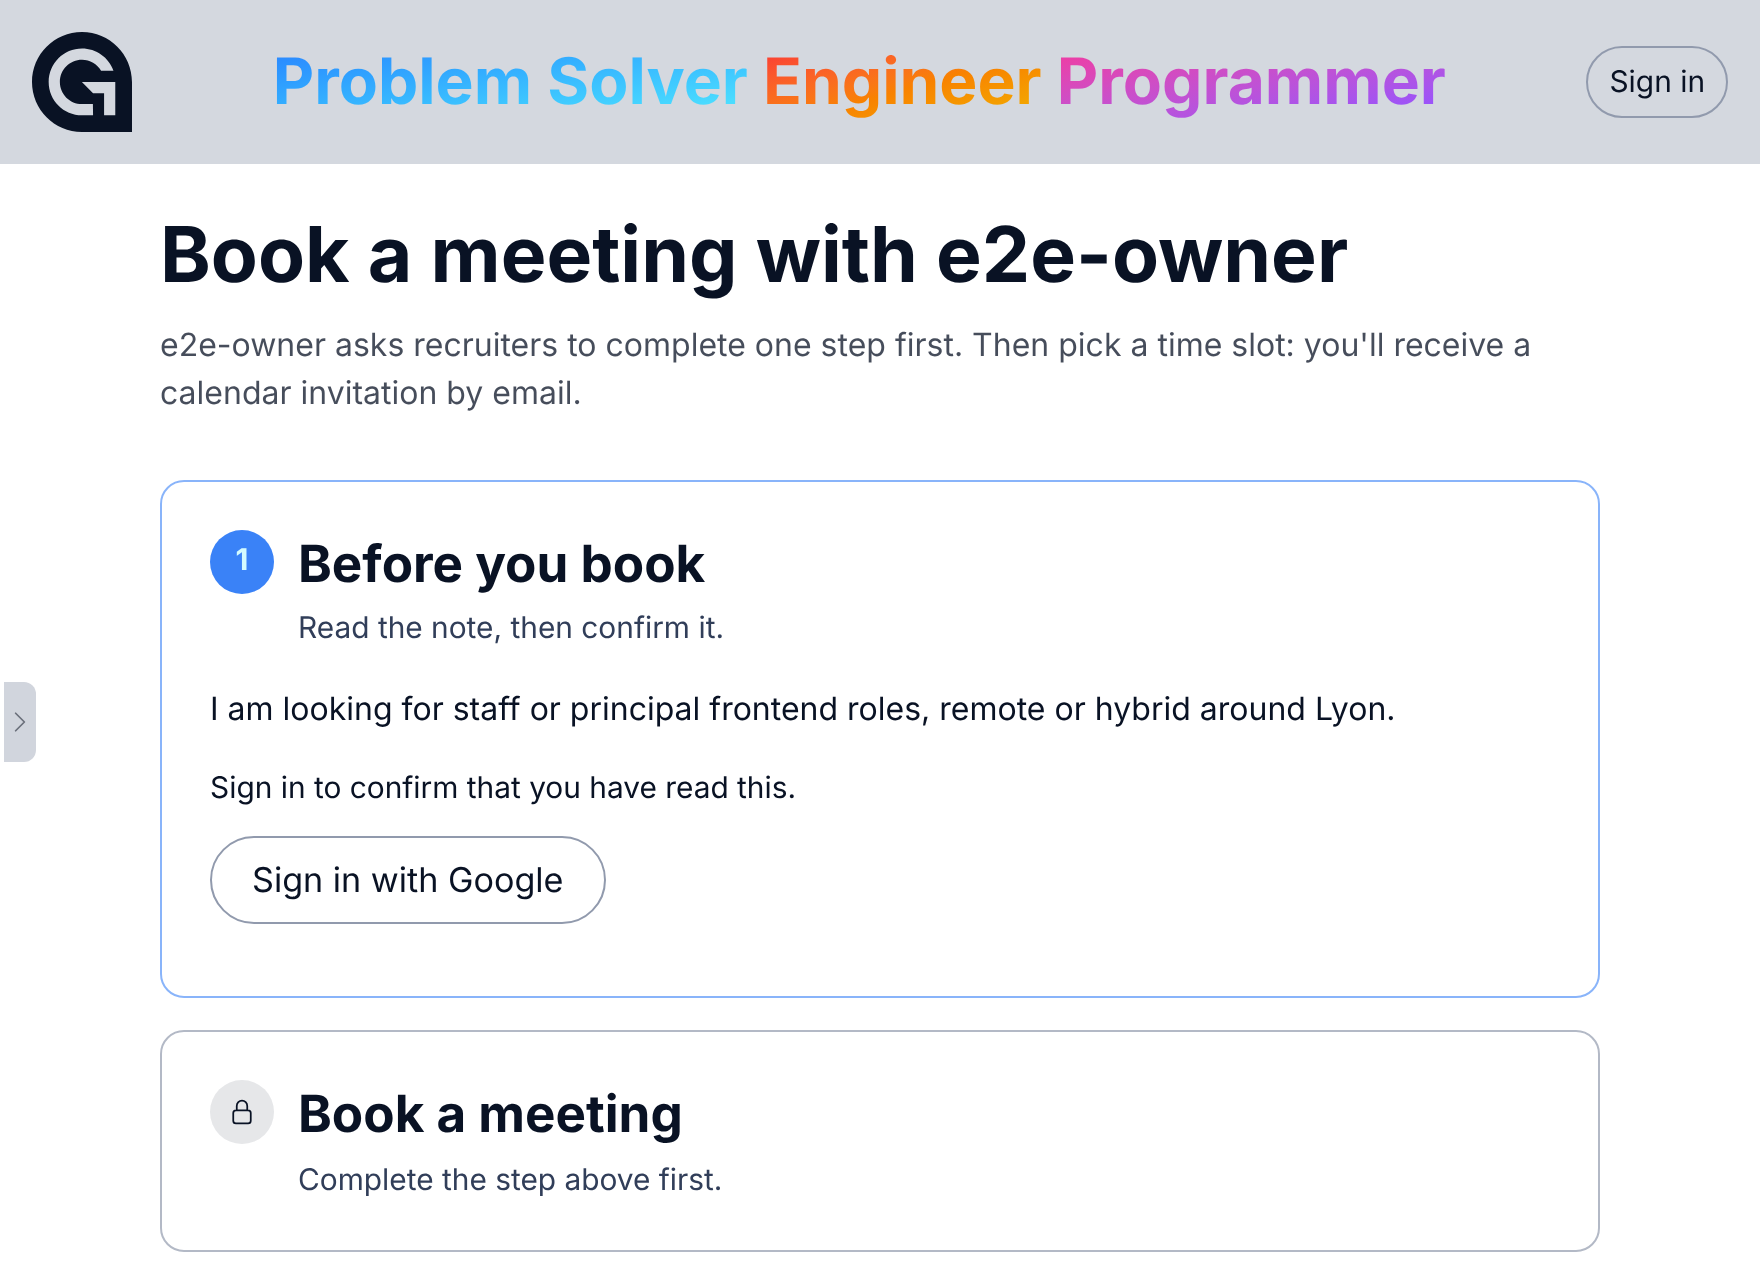 Problem Solver Engineer Programmer
Sign in
Book a meeting with e2e-owner
e2e-owner asks recruiters to complete one step first. Then pick a time slot: you'll receive a
calendar invitation by email.
1
Before you book
Read the note, then confirm it.
I am looking for staff or principal frontend roles, remote or hybrid around Lyon.
Sign in to confirm that you have read this.
Sign in with Google
Book a meeting
Complete the step above first.